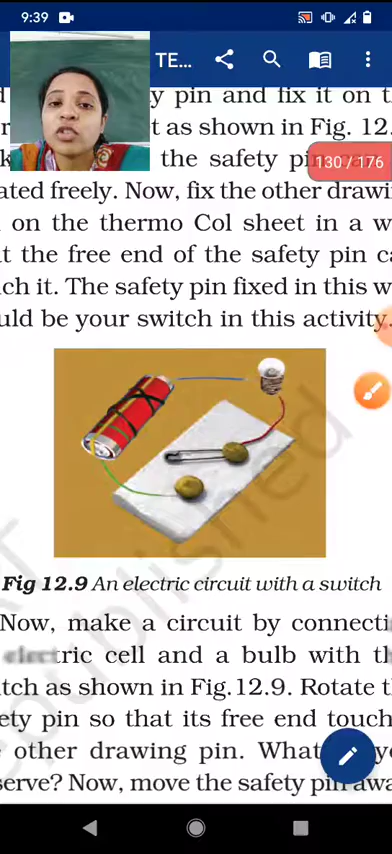 9:39
TE...
y pin and fix it on t
t as shown in Fig. 12.
the safety pin
130 / 176
ated freely. Now, fix the other drawi
on the thermo Col sheet in a w
t the free end of the safety pin ca
ch it. The safety pin fixed in this w
uld be your switch in this activity.
Fig 12.9 An electric circuit with a switch
Now, make a circuit by connecti
electric cell and a bulb with th
itch as shown in Fig.12.9. Rotate t
ety pin so that its free end touch
other drawing pin. What
serve? Now, move the safety pin awa
published